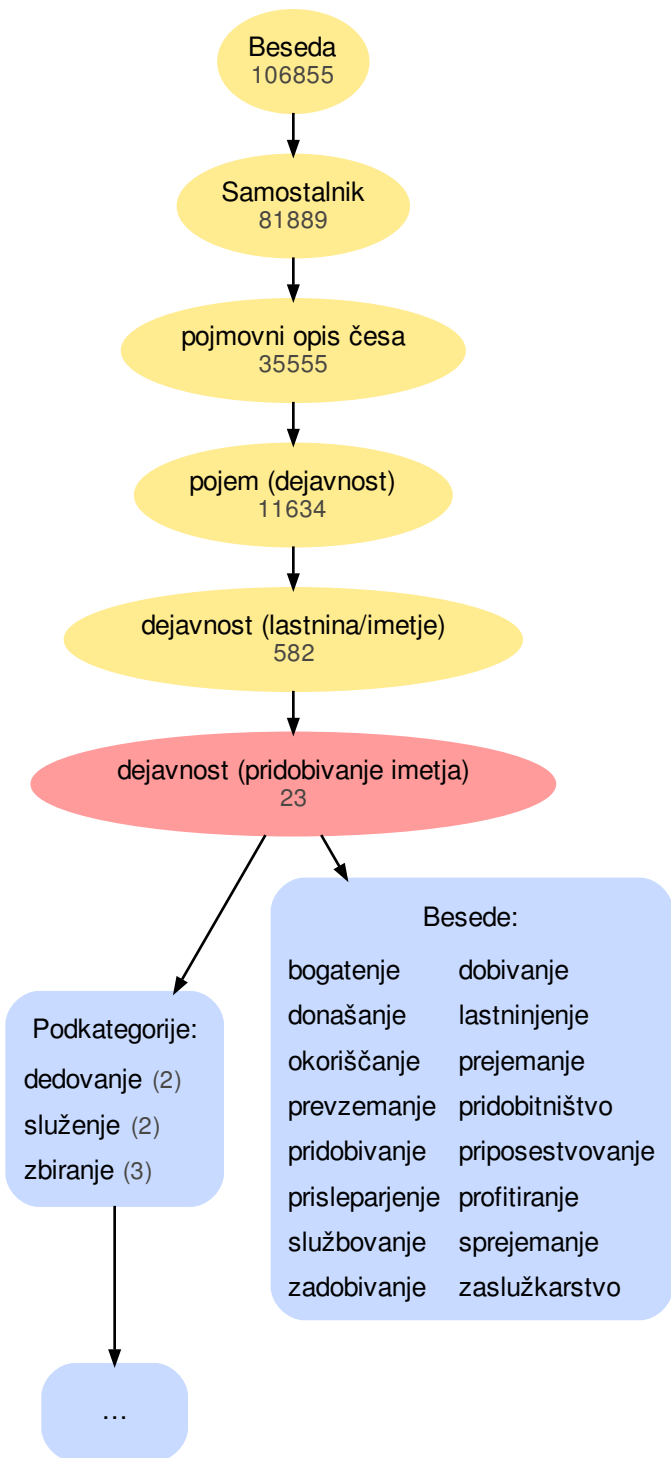 Beseda
106855
Samostalnik
81889
pojmovni opis česa
35555
pojem (dejavnost)
11634
dejavnost (lastnina/imetje)
582
dejavnost (pridobivanje imetja)
23
Podkategorije:
dedovanje (2)
služenje (2)
zbiranje (3)
Besede:
bogatenje dobivanje
donašanje lastninjenje
okoriščanje prejemanje
prevzemanje pridobitništvo
pridobivanje priposestvovanje
prisleparjenje profitiranje
službovanje sprejemanje
zadobivanje zaslužkarstvo
...